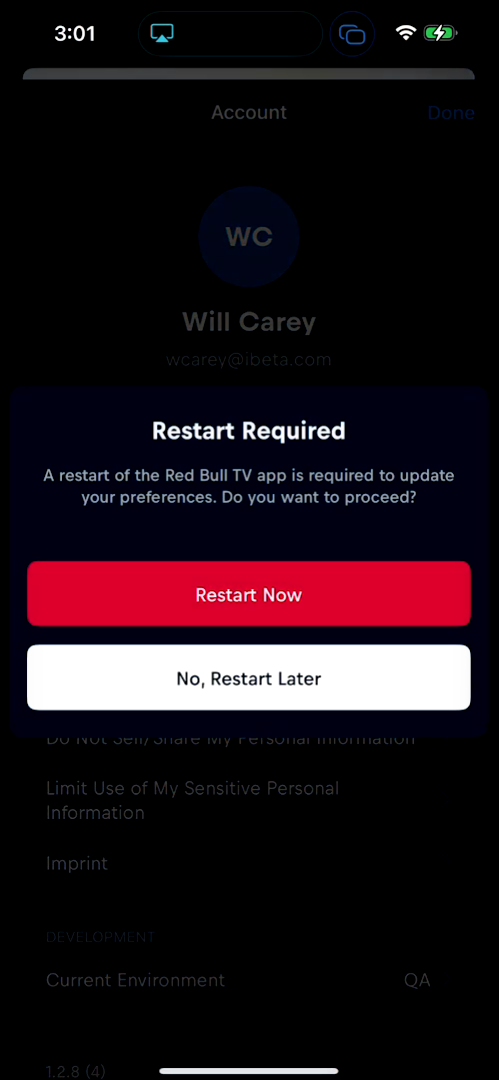 3:01
Account
Done
WC
Will Carey
wcarey@ibeta.com
Restart Required
A restart of the Red Bull TV app is required to update
your preferences. Do you want to proceed?
Restart Now
No, Restart Later
Do Not Sell/Share My Personal Information
Limit Use of My Sensitive Personal
Information
Imprint
DEVELOPMENT
Current Environment
QA
1.2.8 (4)